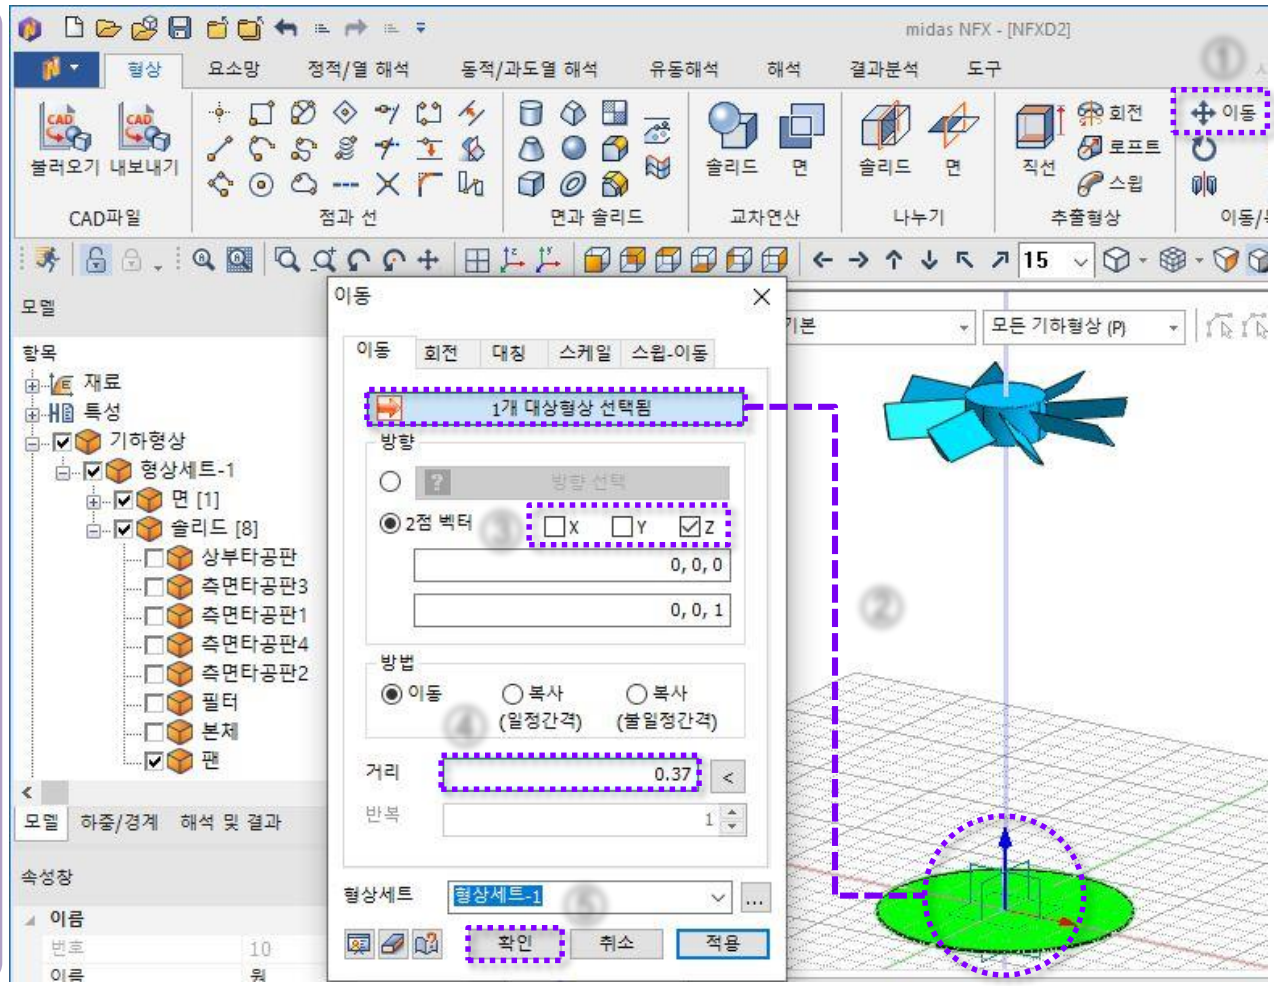 midas NFX - [NFXD2]
①
형상 요소망 정적/열 해석 동적/과도열 해석 유동해석 해석 결과분석 도구
CAD CAD
불러오기 내보내기
솔리드 면
솔리드 면
직선
회전
로프트
스윕
이동
CAD파일 점과 선 면과 솔리드 교차연산 나누기 추출형상 이동/
15
모델
항목
재료
특성
기하형상
형상세트-1
면 [1]
솔리드 [8]
상부타공판
측면타공판3
측면타공판1
측면타공판4
측면타공판2
필터
본체
팬
모델 하중/경계 해석 및 결과
속성창
이름
번호 10
이름 원
이동
이동 회전 대칭 스케일 스윕-이동
1개 대상형상 선택됨
방향
? 방향 선택
2점 벡터 ③ X Y Z
0, 0, 0
0, 0, 1
방법
이동 복사 복사
(일정간격) (불일정간격)
④
거리 0.37 <
반복 1
형상세트 형상세트-1 ...
⑤
확인 취소 적용
기본 모든 기하형상 (P)
②